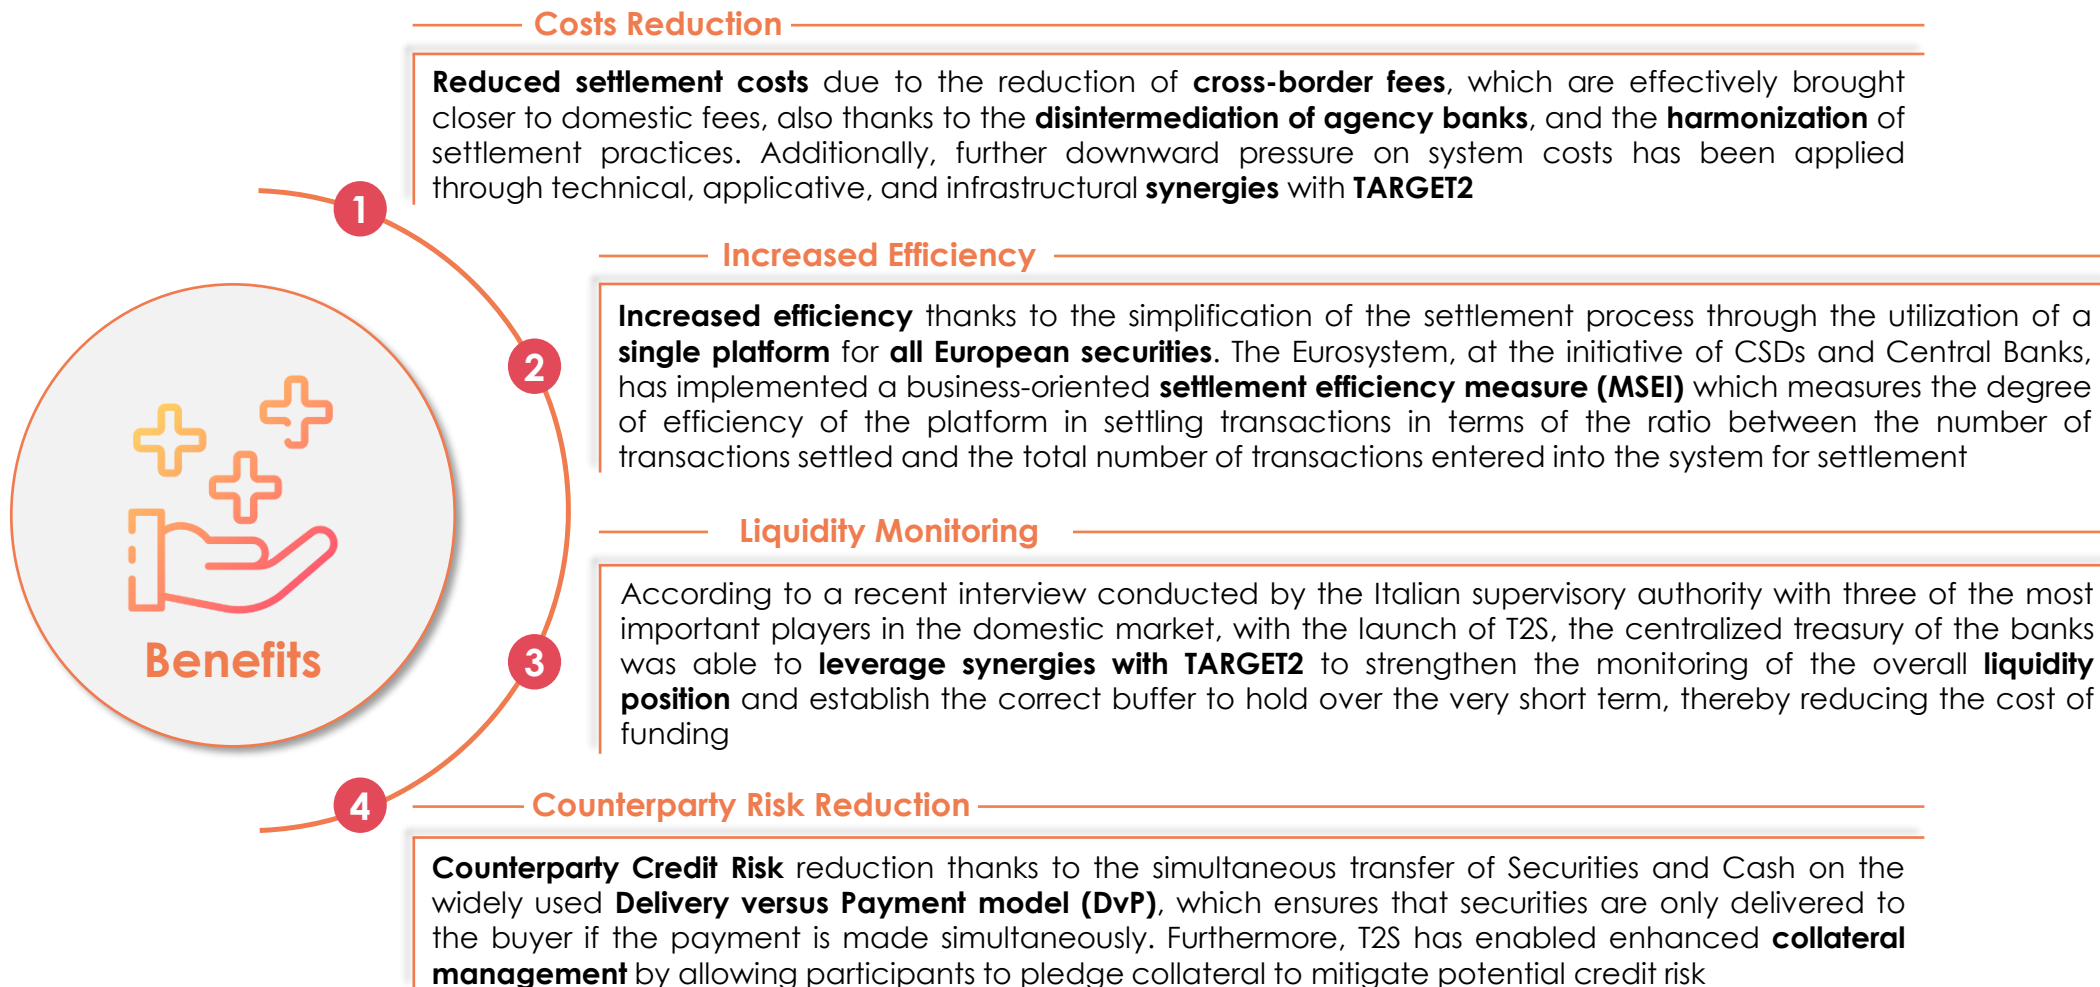 Costs Reduction
Reduced settlement costs due to the reduction of cross-border fees, which are effectively brought
closer to domestic fees, also thanks to the disintermediation of agency banks, and the harmonization of
settlement practices. Additionally, further downward pressure on system costs has been applied
through technical, applicative, and infrastructural synergies with TARGET2
1
Increased Efficiency
Increased efficiency thanks to the simplification of the settlement process through the utilization of a
single platform for all European securities. The Eurosystem, at the initiative of CSDs and Central Banks,
has implemented a business-oriented settlement efficiency measure (MSEI) which measures the degree
of efficiency of the platform in settling transactions in terms of the ratio between the number of
transactions settled and the total number of transactions entered into the system for settlement
2
Liquidity Monitoring
According to a recent interview conducted by the Italian supervisory authority with three of the most
important players in the domestic market, with the launch of T2S, the centralized treasury of the banks
was able to leverage synergies with TARGET2 to strengthen the monitoring of the overall liquidity
position and establish the correct buffer to hold over the very short term, thereby reducing the cost of
funding
3
Benefits
4
Counterparty Risk Reduction
Counterparty Credit Risk reduction thanks to the simultaneous transfer of Securities and Cash on the
widely used Delivery versus Payment model (DvP), which ensures that securities are only delivered to
the buyer if the payment is made simultaneously. Furthermore, T2S has enabled enhanced collateral
management by allowing participants to pledge collateral to mitigate potential credit risk